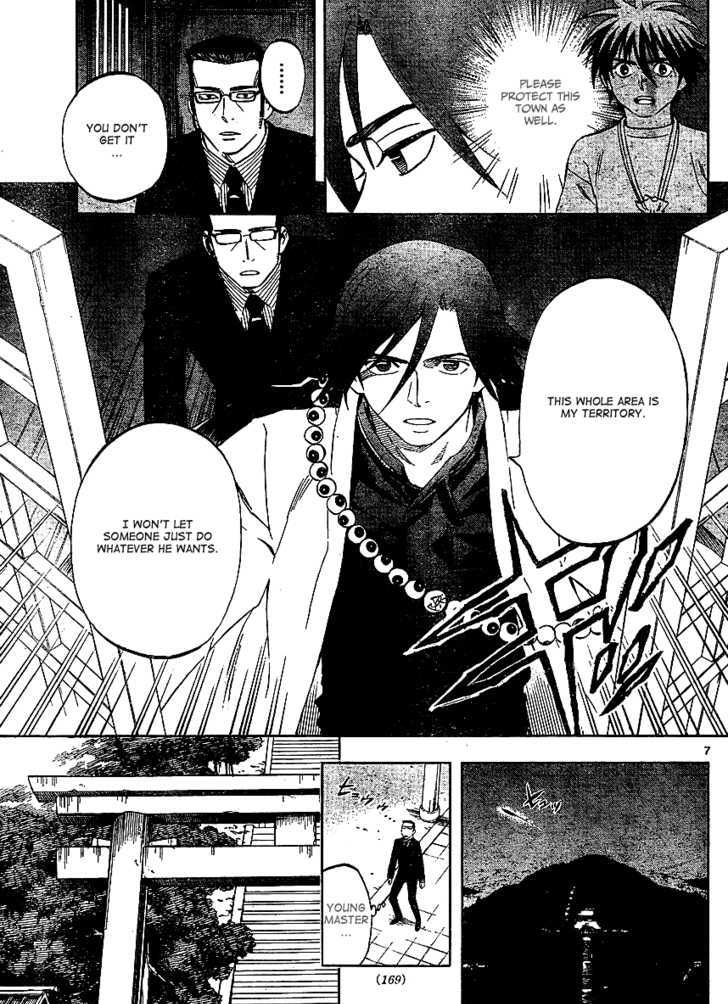 PLEASE
PROTECT THIS
TOWN AS
WELL.
......
YOU DON'T
GET IT
...
THIS WHOLE AREA IS
MY TERRITORY.
I WON'T LET
SOMEONE JUST DO
WHATEVER HE WANTS.
7
YOUNG
MASTER
...
(169)